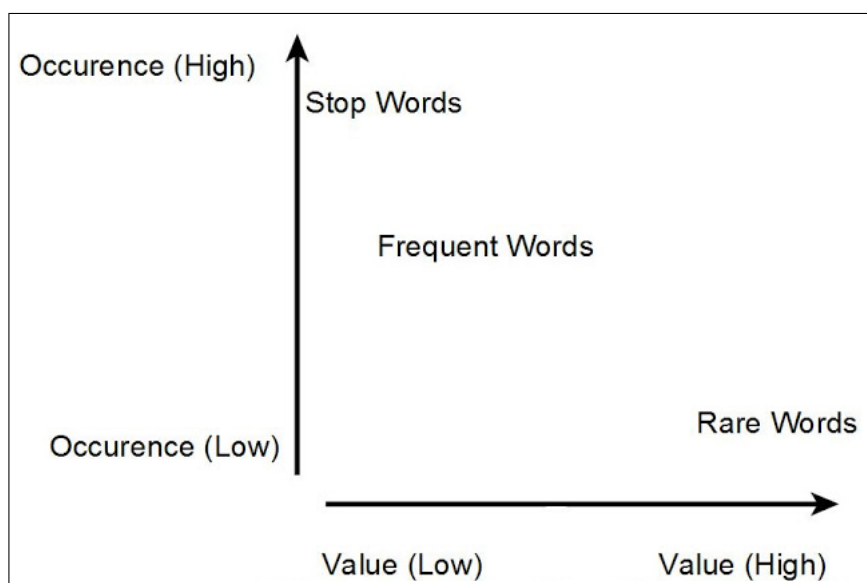 Occurence (High)
Stop Words
Frequent Words
Rare Words
Occurence (Low)
Value (Low)
Value (High)